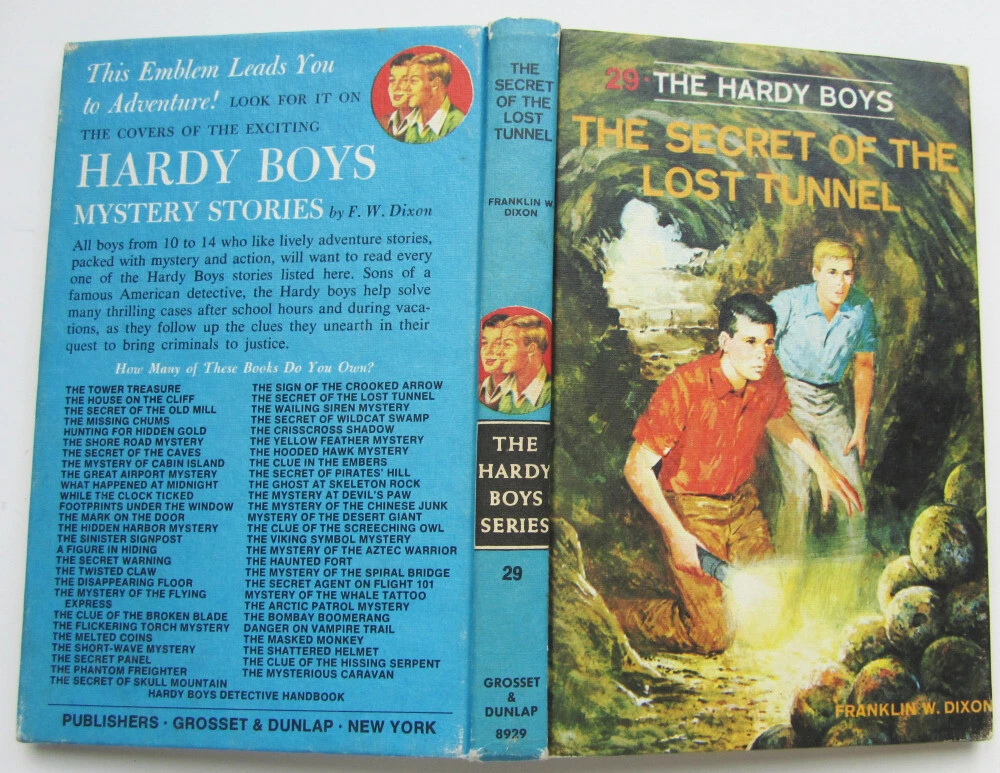 This Emblem Leads You
to Adventure! LOOK FOR IT ON
THE COVERS OF THE EXCITING
HARDY BOYS
MYSTERY STORIES by F. W. Dixon
All boys from 10 to 14 who like lively adventure stories,
packed with mystery and action, will want to read every
one of the Hardy Boys stories listed here. Sons of a
famous American detective, the Hardy boys help solve
many thrilling cases after school hours and during vaca-
tions, as they follow up the clues they unearth in their
quest to bring criminals to justice.
How Many of These Books Do You Own?
THE TOWER TREASURE
THE HOUSE ON THE CLIFF
THE SECRET OF THE OLD MILL
THE MISSING CHUMS
HUNTING FOR HIDDEN GOLD
THE SHORE ROAD MYSTERY
THE SECRET OF THE CAVES
THE MYSTERY OF CABIN ISLAND
THE GREAT AIRPORT MYSTERY
WHAT HAPPENED AT MIDNIGHT
WHILE THE CLOCK TICKED
FOOTPRINTS UNDER THE WINDOW
THE MARK ON THE DOOR
THE HIDDEN HARBOR MYSTERY
THE SINISTER SIGNPOST
A FIGURE IN HIDING
THE SECRET WARNING
THE TWISTED CLAW
THE DISAPPEARING FLOOR
THE MYSTERY OF THE FLYING
EXPRESS
THE CLUE OF THE BROKEN BLADE
THE FLICKERING TORCH MYSTERY
THE MELTED COINS
THE SHORT-WAVE MYSTERY
THE SECRET PANEL
THE PHANTOM FREIGHTER
THE SECRET OF SKULL MOUNTAIN
THE SIGN OF THE CROOKED ARROW
THE SECRET OF THE LOST TUNNEL
THE WAILING SIREN MYSTERY
THE SECRET OF WILDCAT SWAMP
THE CRISSCROSS SHADOW
THE YELLOW FEATHER MYSTERY
THE HOODED HAWK MYSTERY
THE CLUE IN THE EMBERS
THE SECRET OF PIRATES' HILL
THE GHOST AT SKELETON ROCK
THE MYSTERY AT DEVIL'S PAW
THE MYSTERY OF THE CHINESE JUNK
MYSTERY OF THE DESERT GIANT
THE CLUE OF THE SCREECHING OWL
THE VIKING SYMBOL MYSTERY
THE MYSTERY OF THE AZTEC WARRIOR
THE HAUNTED FORT
THE MYSTERY OF THE SPIRAL BRIDGE
THE SECRET AGENT ON FLIGHT 101
MYSTERY OF THE WHALE TATTOO
THE ARCTIC PATROL MYSTERY
THE BOMBAY BOOMERANG
DANGER ON VAMPIRE TRAIL
THE MASKED MONKEY
THE SHATTERED HELMET
THE CLUE OF THE HISSING SERPENT
THE MYSTERIOUS CARAVAN
HARDY BOYS DETECTIVE HANDBOOK
PUBLISHERS · GROSSET & DUNLAP · NEW YORK
THE
SECRET
OF THE
LOST
TUNNEL
FRANKLIN W.
DIXON
THE
HARDY
BOYS
SERIES
29
GROSSET
&
DUNLAP
8929
29 · THE HARDY BOYS
THE SECRET OF THE
LOST TUNNEL
FRANKLIN W. DIXON